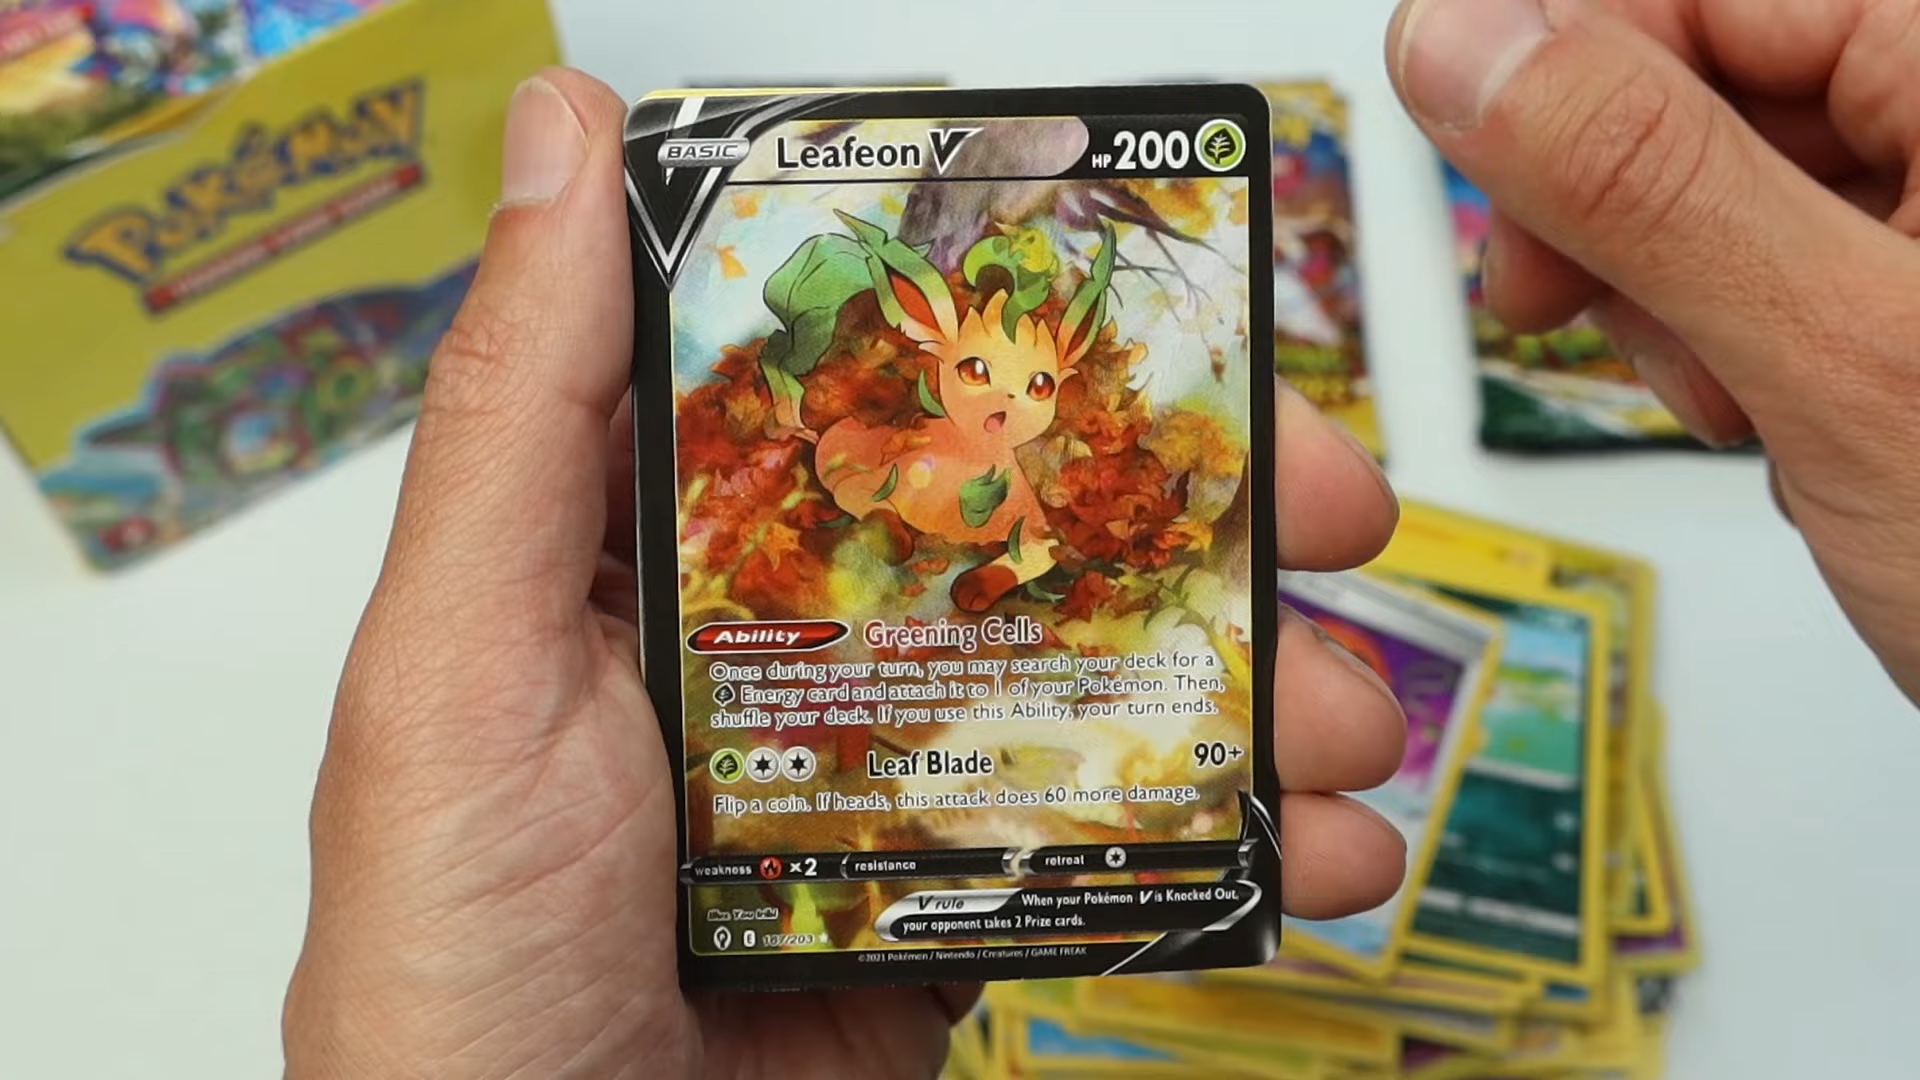 Pokémon
BASIC
Leafeon V
HP 200
Ability
Greening Cells
Once during your turn, you may search your deck for a
Energy card and attach it to 1 of your Pokémon. Then,
shuffle your deck. If you use this Ability, your turn ends.
Leaf Blade
90+
Flip a coin. If heads, this attack does 60 more damage.
weakness
×2
resistance
retreat
V rule
When your Pokémon V is Knocked Out,
your opponent takes 2 Prize cards.
E
167/203
©2021 Pokémon / Nintendo / Creatures / GAME FREAK